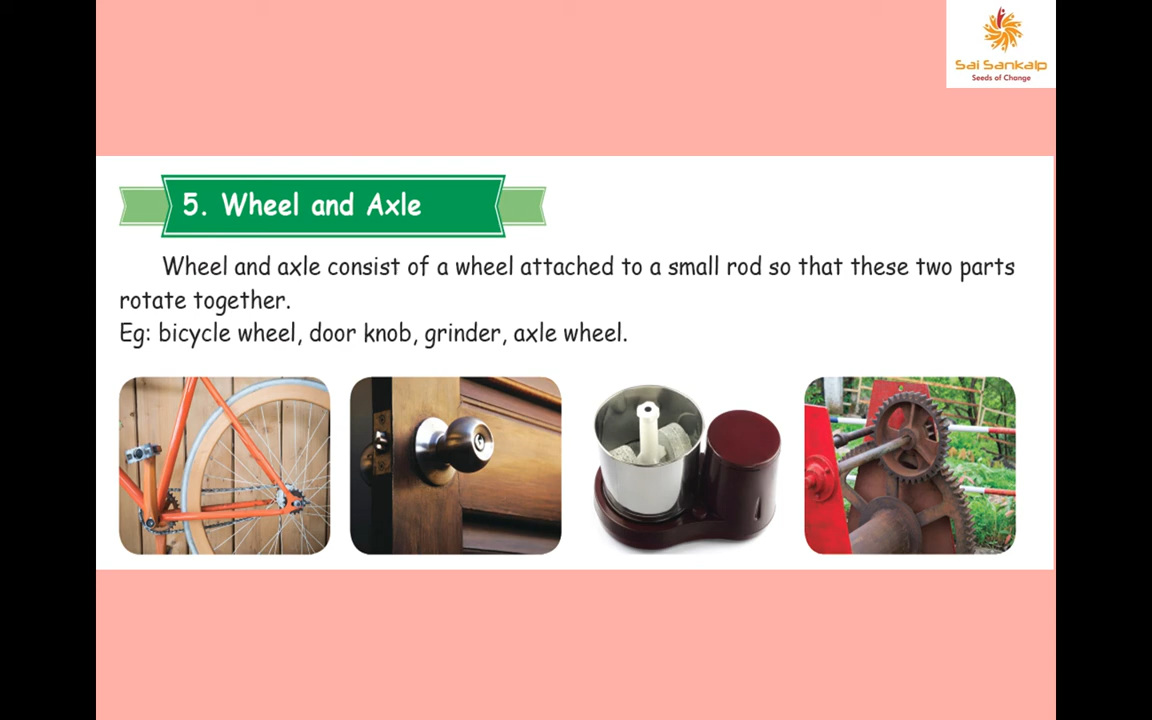 Sai Sankalp
Seeds of Change
5. Wheel and Axle
Wheel and axle consist of a wheel attached to a small rod so that these two parts
rotate together.
Eg: bicycle wheel, door knob, grinder, axle wheel.